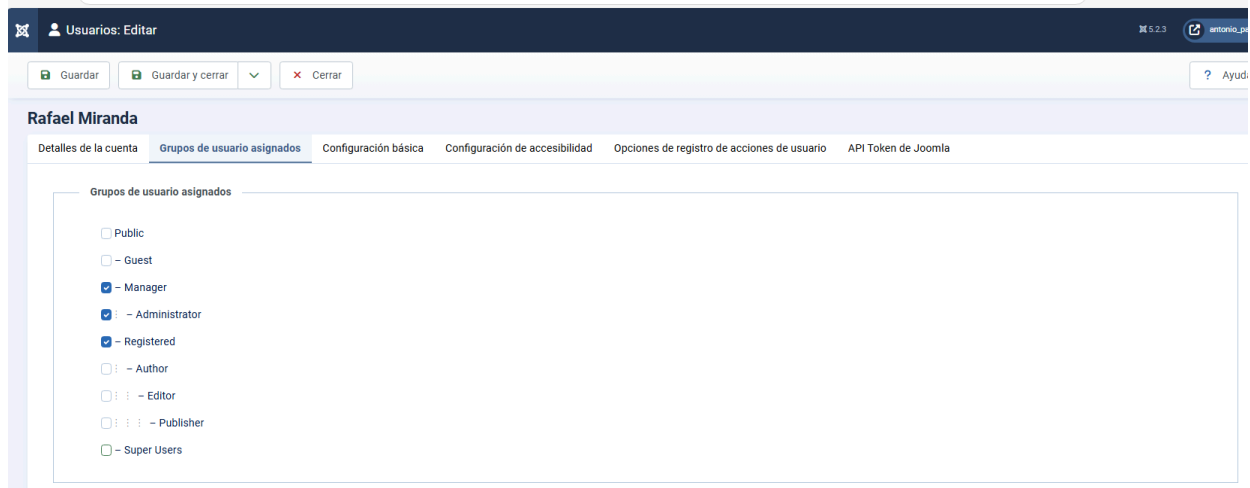 Usuarios: Editar 5.2.3 antonio_pa
Guardar Guardar y cerrar Cerrar ? Ayuda
Rafael Miranda
Detalles de la cuenta Grupos de usuario asignados Configuración básica Configuración de accesibilidad Opciones de registro de acciones de usuario API Token de Joomla
Grupos de usuario asignados
Public
– Guest
– Manager
⋮ – Administrator
– Registered
⋮ – Author
⋮ ⋮ – Editor
⋮ ⋮ ⋮ – Publisher
– Super Users